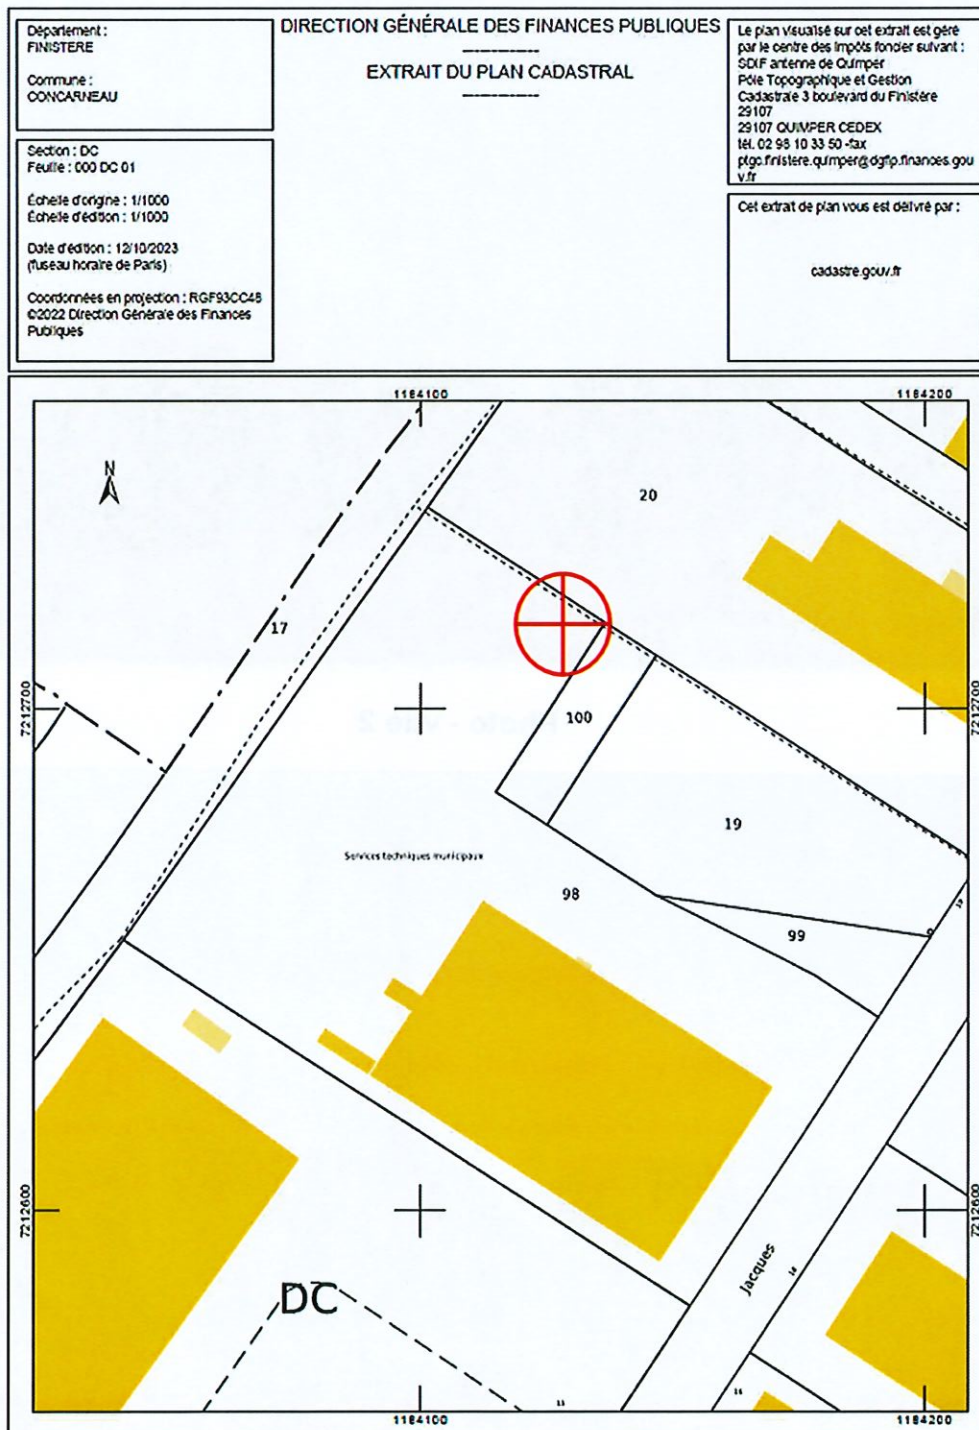 Département :
FINISTERE
Commune :
CONCARNEAU
Section : DC
Feuille : 000 DC 01
Échelle d'origine : 1/1000
Échelle d'édition : 1/1000
Date d'édition : 12/10/2023
(fuseau horaire de Paris)
Coordonnées en projection : RGF93CC48
©2022 Direction Générale des Finances
Publiques
DIRECTION GÉNÉRALE DES FINANCES PUBLIQUES
EXTRAIT DU PLAN CADASTRAL
Le plan visualisé sur cet extrait est géré
par le centre des impôts foncier suivant :
SDIF antenne de Quimper
Pôle Topographique et Gestion
Cadastrale 3 boulevard du Finistère
29107
29107 QUIMPER CEDEX
tél. 02 98 10 33 50 -fax
ptgc.finistere.quimper@dgfip.finances.gou
v.fr
Cet extrait de plan vous est délivré par :
cadastre.gouv.fr
1184100
1184200
N
20
17
7212700
7212700
100
19
Services techniques municipaux
98
99
7212600
7212600
Jacques
14
DC
16
1184100
1184200